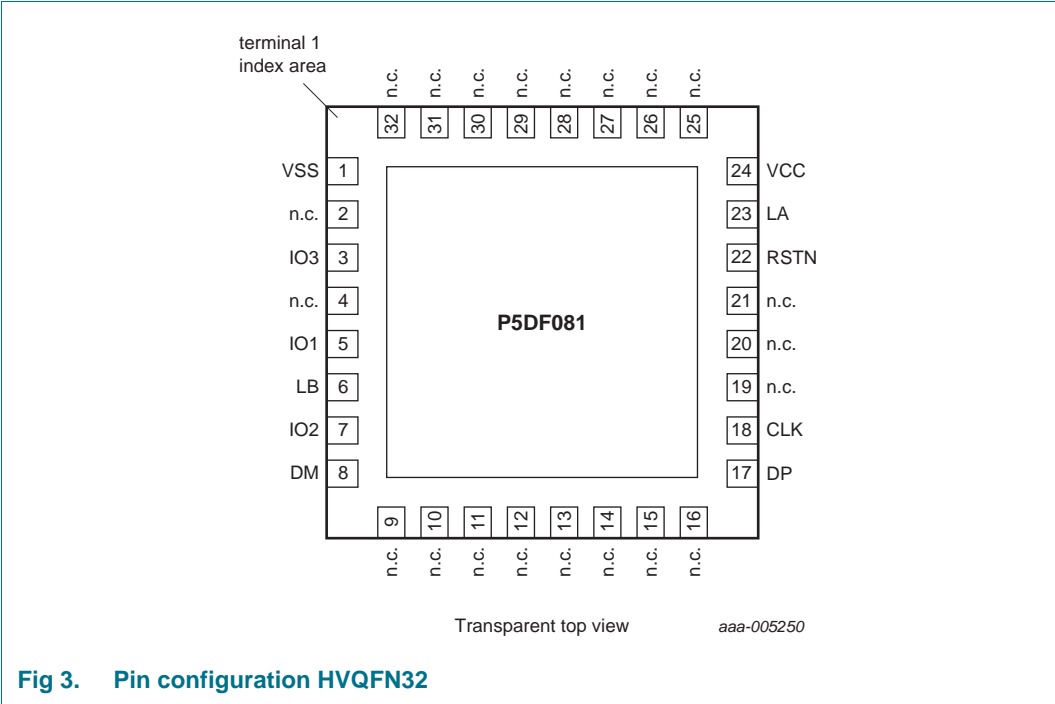 terminal 1
index area
n.c. n.c. n.c. n.c. n.c. n.c. n.c. n.c.
32 31 30 29 28 27 26 25
VSS 1 24 VCC
n.c. 2 23 LA
IO3 3 22 RSTN
n.c. 4 21 n.c.
P5DF081
IO1 5 20 n.c.
LB 6 19 n.c.
IO2 7 18 CLK
DM 8 17 DP
9 10 11 12 13 14 15 16
n.c. n.c. n.c. n.c. n.c. n.c. n.c. n.c.
Transparent top view aaa-005250
Fig 3. Pin configuration HVQFN32